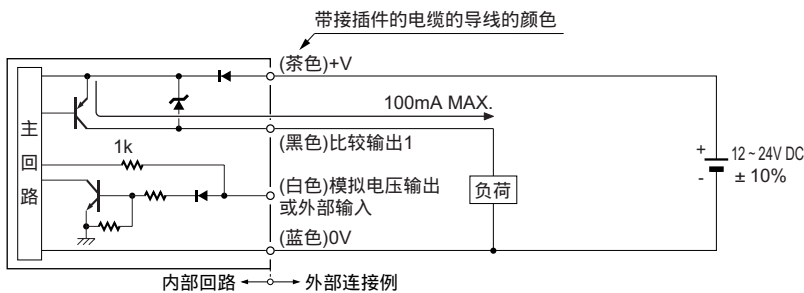 带接插件的电缆的导线的颜色
(茶色)+V
100mA MAX.
(黑色)比较输出1
主
回
路
1k
(白色)模拟电压输出
或外部输入
负荷
+
12 ~ 24V DC
-
± 10%
(蓝色)0V
内部回路
外部连接例